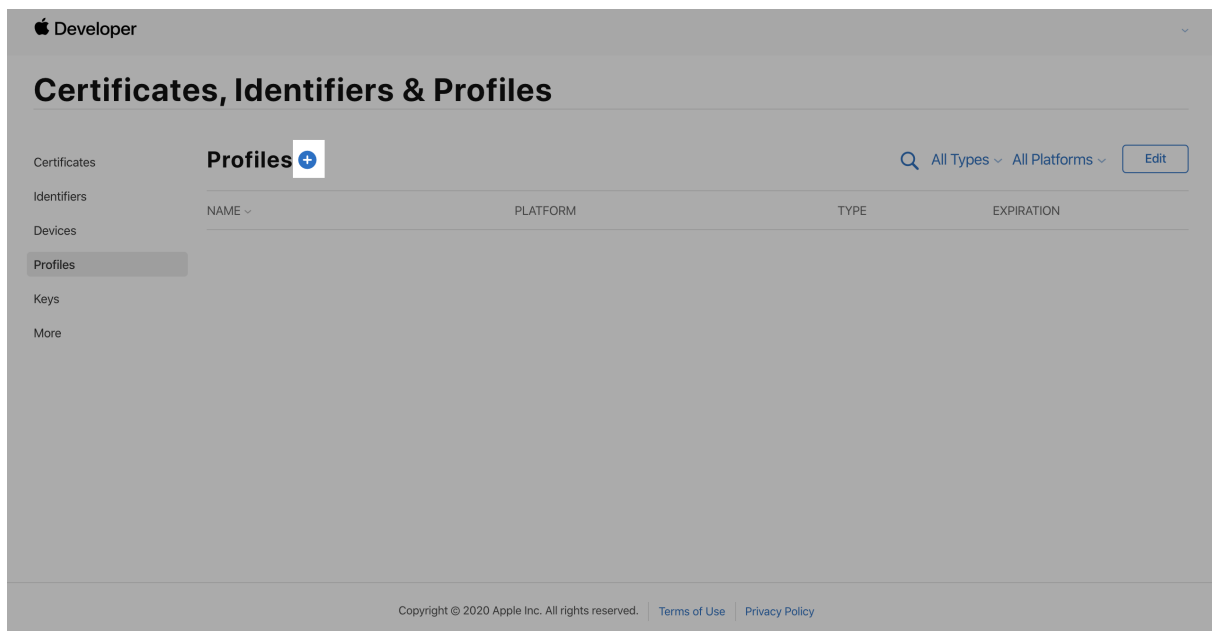 Developer
Certificates, Identifiers & Profiles
Certificates
Identifiers
Devices
Profiles
Keys
More
Profiles
All Types All Platforms Edit
NAME PLATFORM TYPE EXPIRATION
Copyright © 2020 Apple Inc. All rights reserved. Terms of Use Privacy Policy